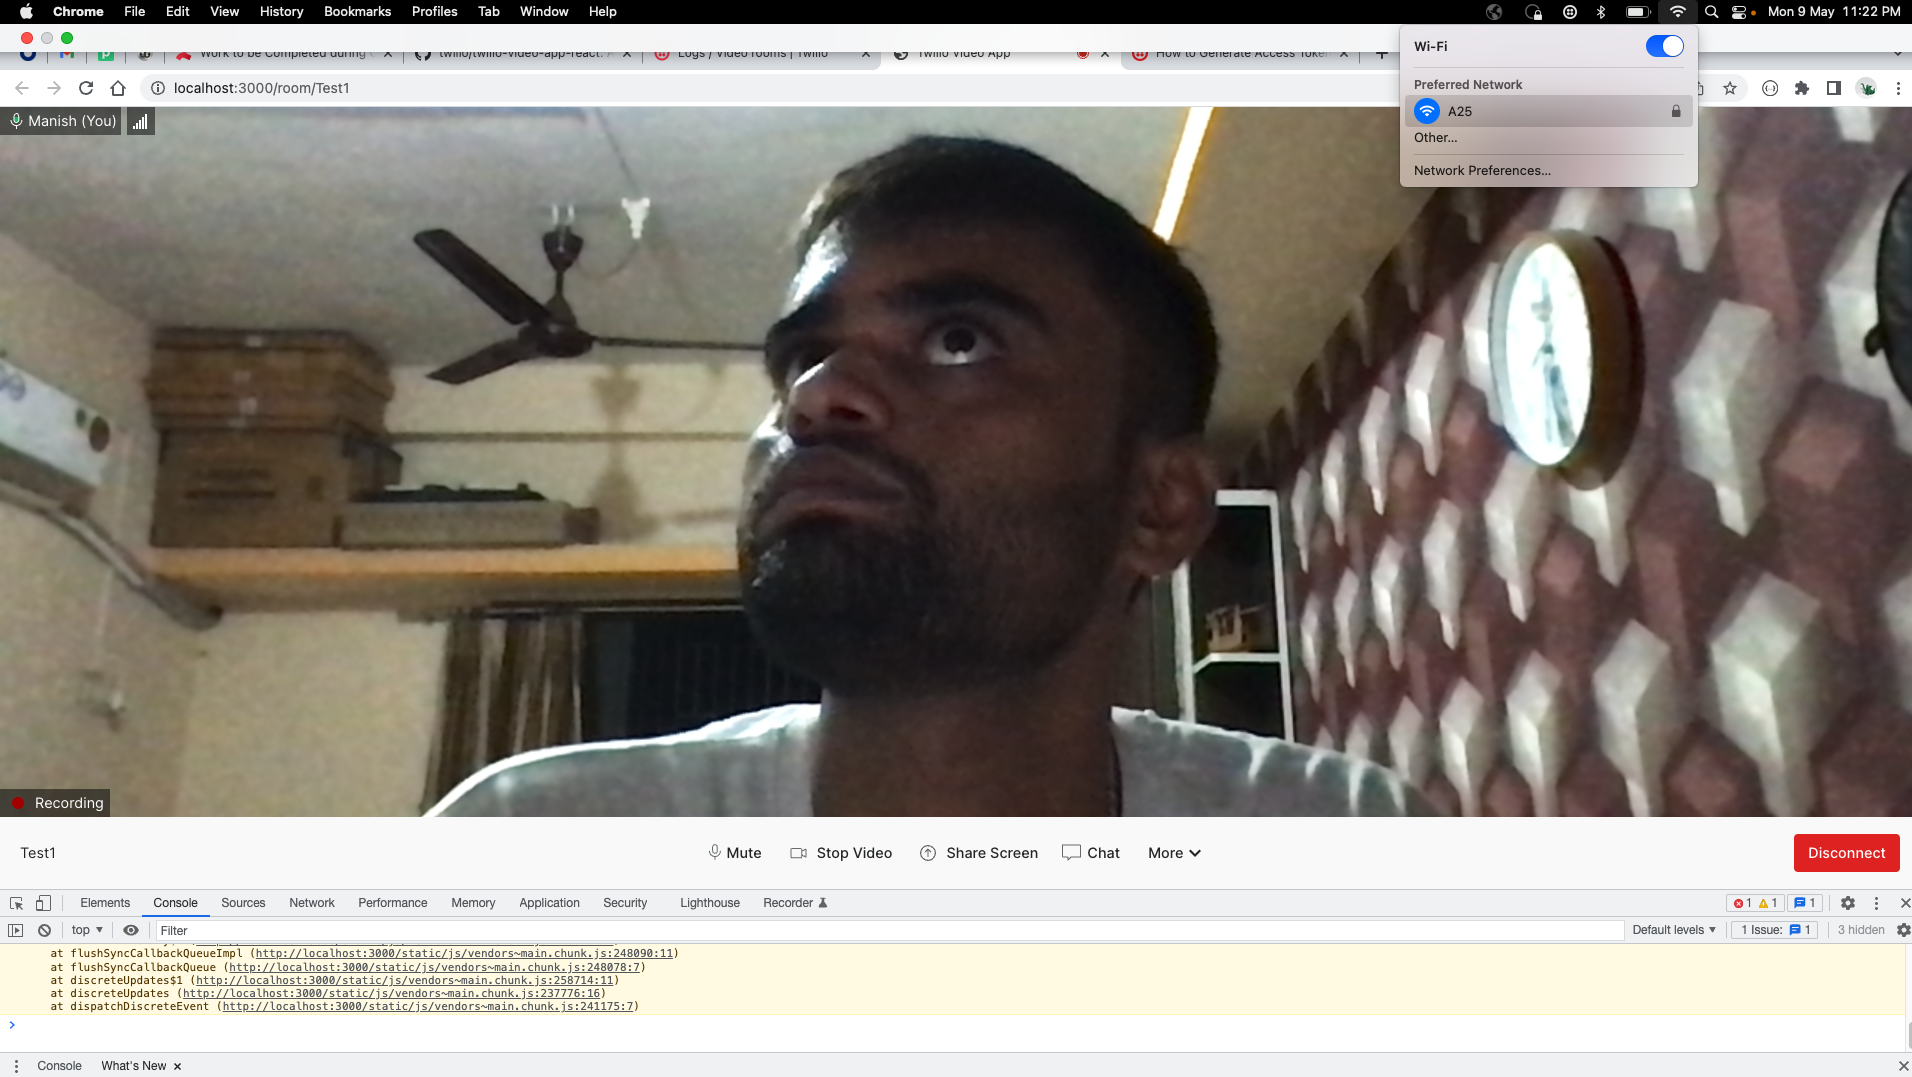 Chrome File Edit View History Bookmarks Profiles Tab Window Help Mon 9 May 11:22 PM
Work to be Completed during twilio/twilio-video-app-react: Logs / Video rooms | Twilio Twilio Video App How to Generate Access Token
localhost:3000/room/Test1
Wi-Fi
Preferred Network
A25
Other...
Network Preferences...
Manish (You)
Recording
Test1 Mute Stop Video Share Screen Chat More Disconnect
Elements Console Sources Network Performance Memory Application Security Lighthouse Recorder 1 1 1
top Filter Default levels 1 Issue: 1 3 hidden
at flushSyncCallbackQueueImpl (http://localhost:3000/static/js/vendors~main.chunk.js:248090:11)
at flushSyncCallbackQueue (http://localhost:3000/static/js/vendors~main.chunk.js:248078:7)
at discreteUpdates$1 (http://localhost:3000/static/js/vendors~main.chunk.js:258714:11)
at discreteUpdates (http://localhost:3000/static/js/vendors~main.chunk.js:237776:16)
at dispatchDiscreteEvent (http://localhost:3000/static/js/vendors~main.chunk.js:241175:7)
Console What's New